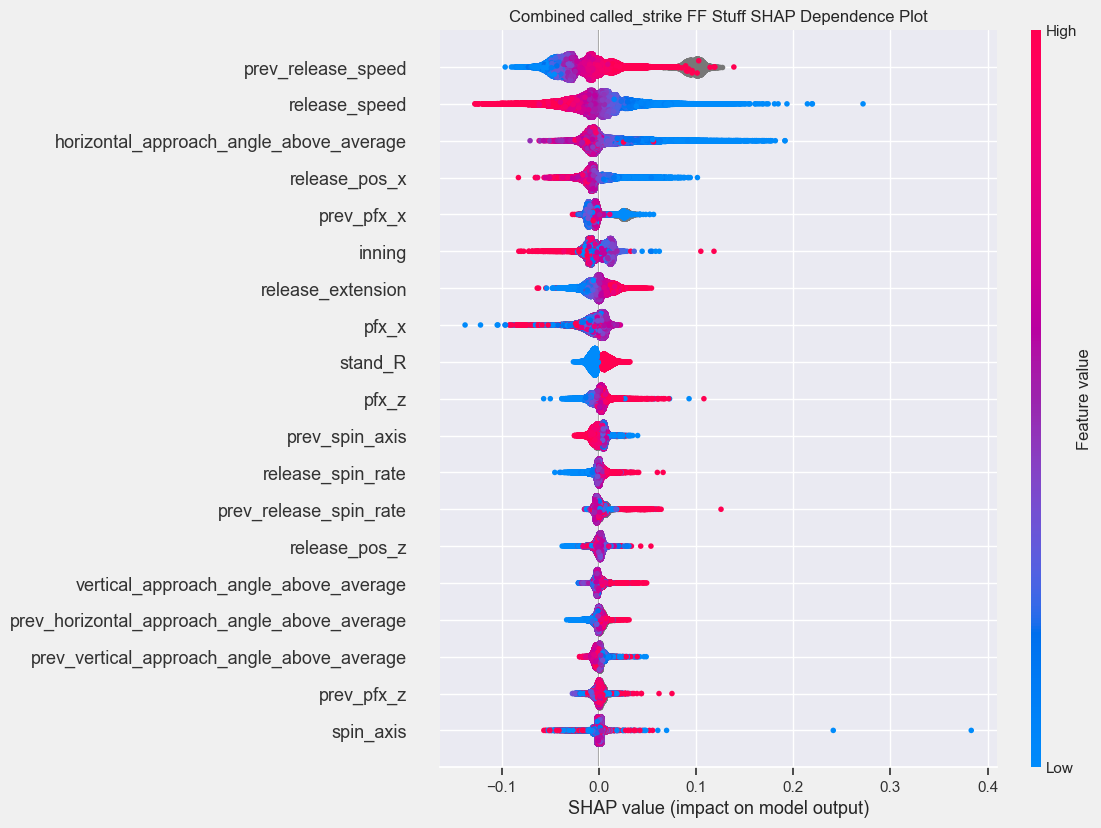 Combined called_strike FF Stuff SHAP Dependence Plot
High
prev_release_speed
release_speed
horizontal_approach_angle_above_average
release_pos_x
prev_pfx_x
inning
release_extension
pfx_x
stand_R
pfx_z
prev_spin_axis
release_spin_rate
prev_release_spin_rate
release_pos_z
vertical_approach_angle_above_average
prev_horizontal_approach_angle_above_average
prev_vertical_approach_angle_above_average
prev_pfx_z
spin_axis
Feature value
Low
−0.1 0.0 0.1 0.2 0.3 0.4
SHAP value (impact on model output)